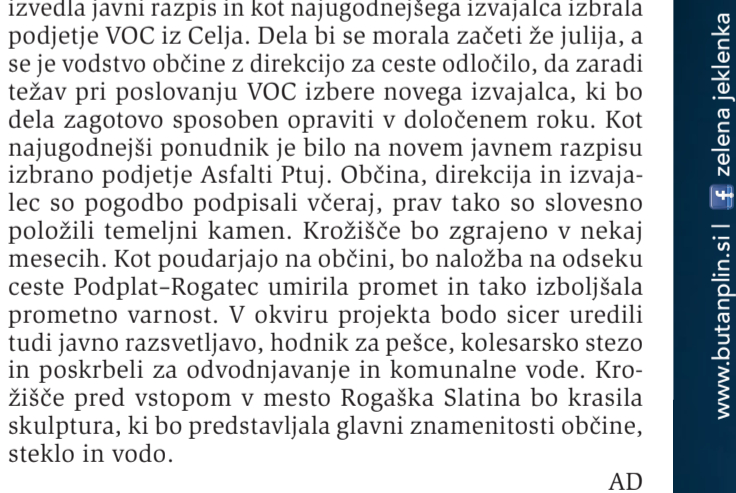 izvedla javni razpis in kot najugodnejšega izvajalca izbrala
podjetje VOC iz Celja. Dela bi se morala začeti že julija, a
se je vodstvo občine z direkcijo za ceste odločilo, da zaradi
težav pri poslovanju VOC izbere novega izvajalca, ki bo
dela zagotovo sposoben opraviti v določenem roku. Kot
najugodnejši ponudnik je bilo na novem javnem razpisu
izbrano podjetje Asfalti Ptuj. Občina, direkcija in izvaja-
lec so pogodbo podpisali včeraj, prav tako so slovesno
položili temeljni kamen. Krožišče bo zgrajeno v nekaj
mesecih. Kot poudarjajo na občini, bo naložba na odseku
ceste Podplat–Rogatec umirila promet in tako izboljšala
prometno varnost. V okviru projekta bodo sicer uredili
tudi javno razsvetljavo, hodnik za pešce, kolesarsko stezo
in poskrbeli za odvodnjavanje in komunalne vode. Kro-
žišče pred vstopom v mesto Rogaška Slatina bo krasila
skulptura, ki bo predstavljala glavni znamenitosti občine,
steklo in vodo.
AD
www.butanplin.si | f zelena jeklenka